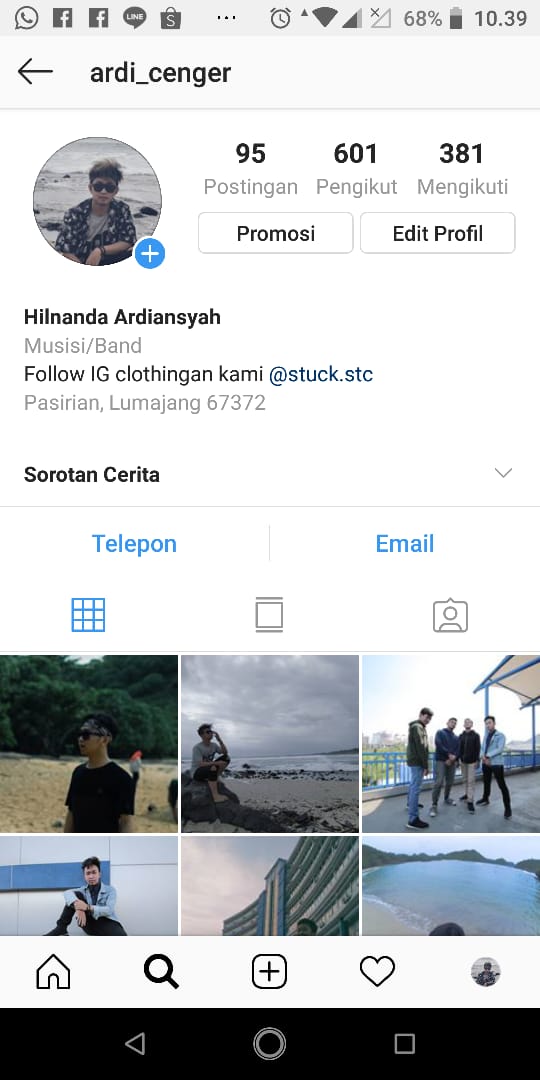 LINE
S
68%
10.39
ardi_cenger
95
601
381
Postingan
Pengikut
Mengikuti
Promosi
Edit Profil
Hilnanda Ardiansyah
Musisi/Band
Follow IG clothingan kami @stuck.stc
Pasirian, Lumajang 67372
Sorotan Cerita
Telepon
Email